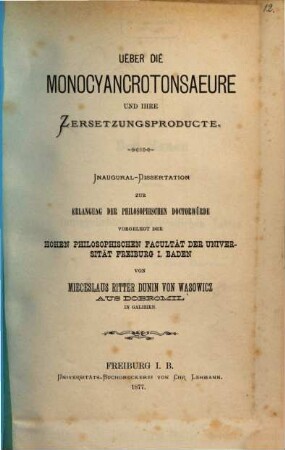 12.
UEBER DIE
MONOCYANCROTONSAEURE
UND IHRE
ZERSETZUNGSPRODUCTE.
INAUGURAL-DISSERTATION
ZUR
ERLANGUNG DER PHILOSOPHISCHEN DOCTORWÜRDE
VORGELEGT DER
HOHEN PHILOSOPHISCHEN FACULTÄT DER UNIVER-
SITÄT FREIBURG I. BADEN
VON
MIECESLAUS RITTER DUNIN VON WĄSOWICZ
AUS DOBROMIL
IN GALIZIEN.
FREIBURG I. B.
UNIVERSITÄTS-BUCHDRUCKEREI VON CHR. LEHMANN.
1877.